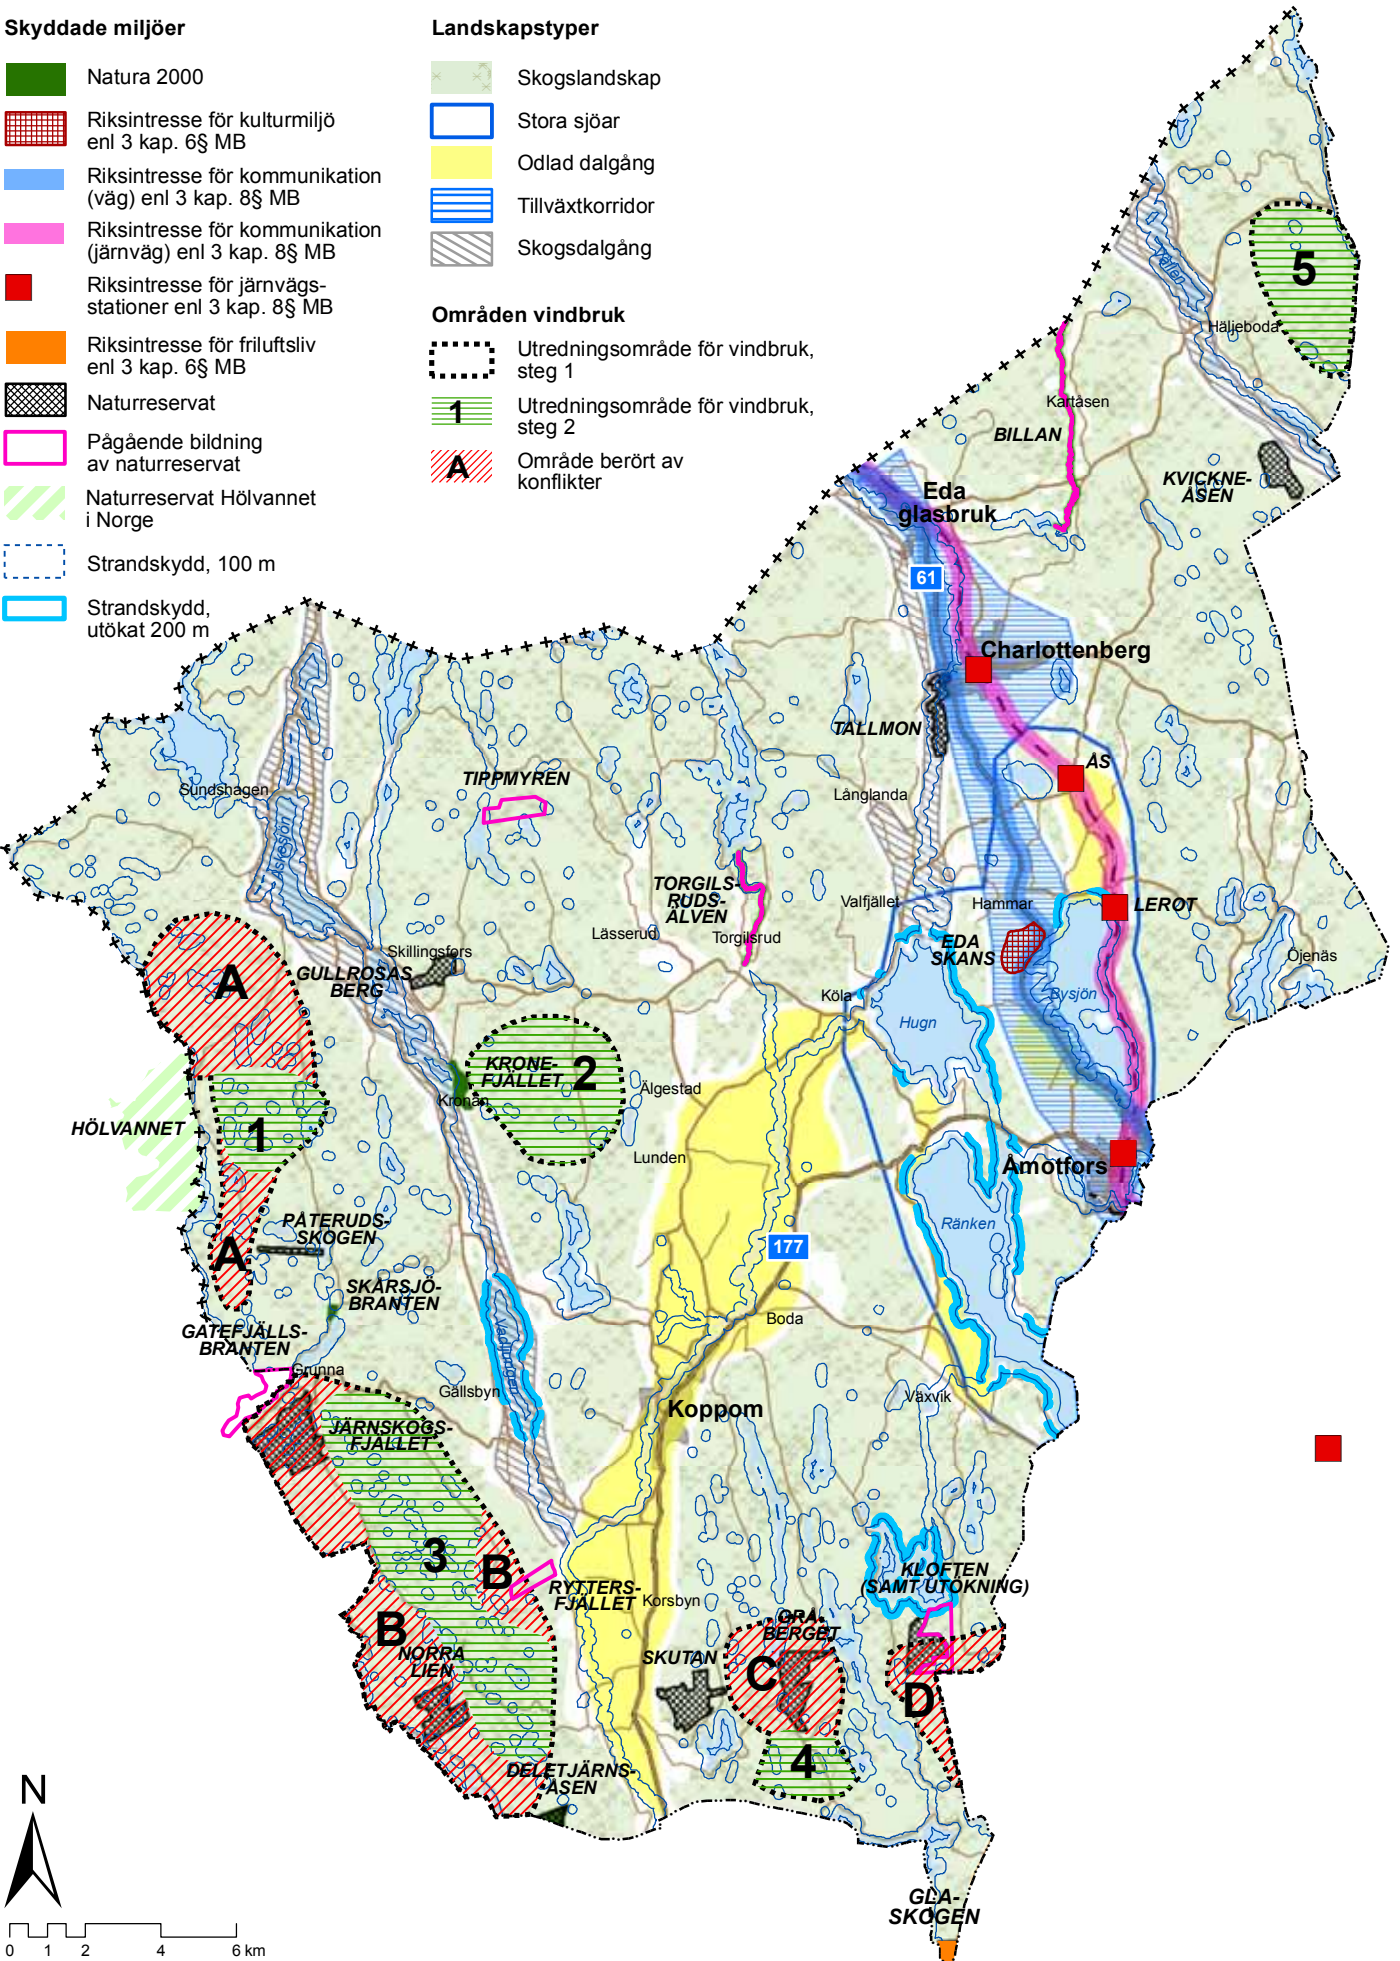 Skyddade miljöer
Natura 2000
Riksintresse för kulturmiljö
enl 3 kap. 6§ MB
Riksintresse för kommunikation
(väg) enl 3 kap. 8§ MB
Riksintresse för kommunikation
(järnväg) enl 3 kap. 8§ MB
Riksintresse för järnvägs-
stationer enl 3 kap. 8§ MB
Riksintresse för friluftsliv
enl 3 kap. 6§ MB
Naturreservat
Pågående bildning
av naturreservat
Naturreservat Hölvannet
i Norge
Strandskydd, 100 m
Strandskydd,
utökat 200 m
Landskapstyper
Skogslandskap
Stora sjöar
Odlad dalgång
Tillväxtkorridor
Skogsdalgång
Områden vindbruk
Utredningsområde för vindbruk,
steg 1
1
Utredningsområde för vindbruk,
steg 2
A
Område berört av
konflikter
5
Häljeboda
Kartåsen
BILLAN
KVICKNE-
ÅSEN
Eda
glasbruk
61
Charlottenberg
TALLMON
ÅS
Långlanda
Sundshagen
TIPPMYREN
TORGILS-
RUDS-
ÄLVEN
Valfjället
Hammar
LEROT
Lässerud
Torgilsrud
EDA
SKANS
Öjenäs
Skillingsfors
GULLROSAS
BERG
A
Köla
Bysjön
Hugn
KRONE-
FJÄLLET
2
Älgestad
Kronan
HÖLVANNET
1
Lunden
Åmotfors
PÅTERUDS-
SKOGEN
A
Ränken
177
SKARSJÖ-
BRANTEN
GATEFJÄLLS-
BRANTEN
Boda
Grunna
Gällsbyn
Växvik
Koppom
JÄRNSKOGS-
FJÄLLET
3
B
KLOFTEN
(SAMT UTÖKNING)
RYTTERS-
FJÄLLET
Korsbyn
B
GRÅ-
BERGET
NORRA
LIEN
SKUTAN
C
D
4
DELETJÄRNS-
ÅSEN
N
GLA-
SKOGEN
0 1 2 4 6 km